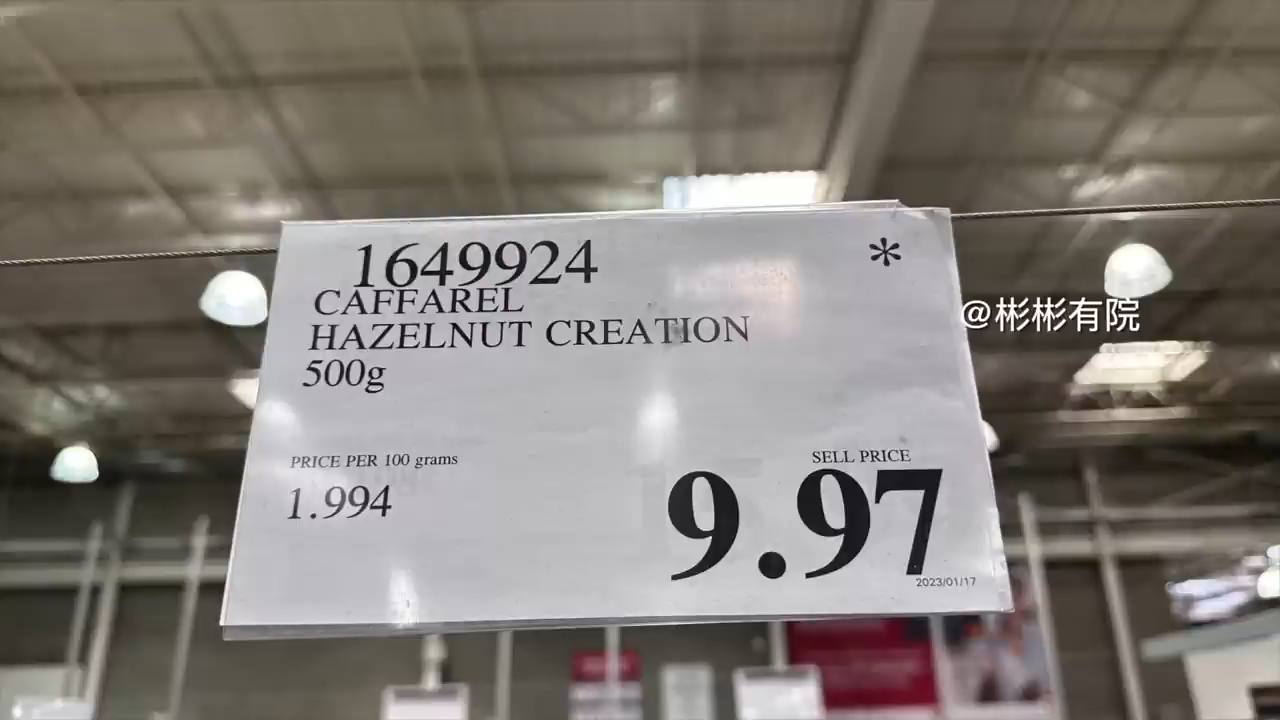 1649924
*
CAFFAREL
HAZELNUT CREATION
500g
@彬彬有院
PRICE PER 100 grams
1.994
SELL PRICE
9.97
2023/01/17